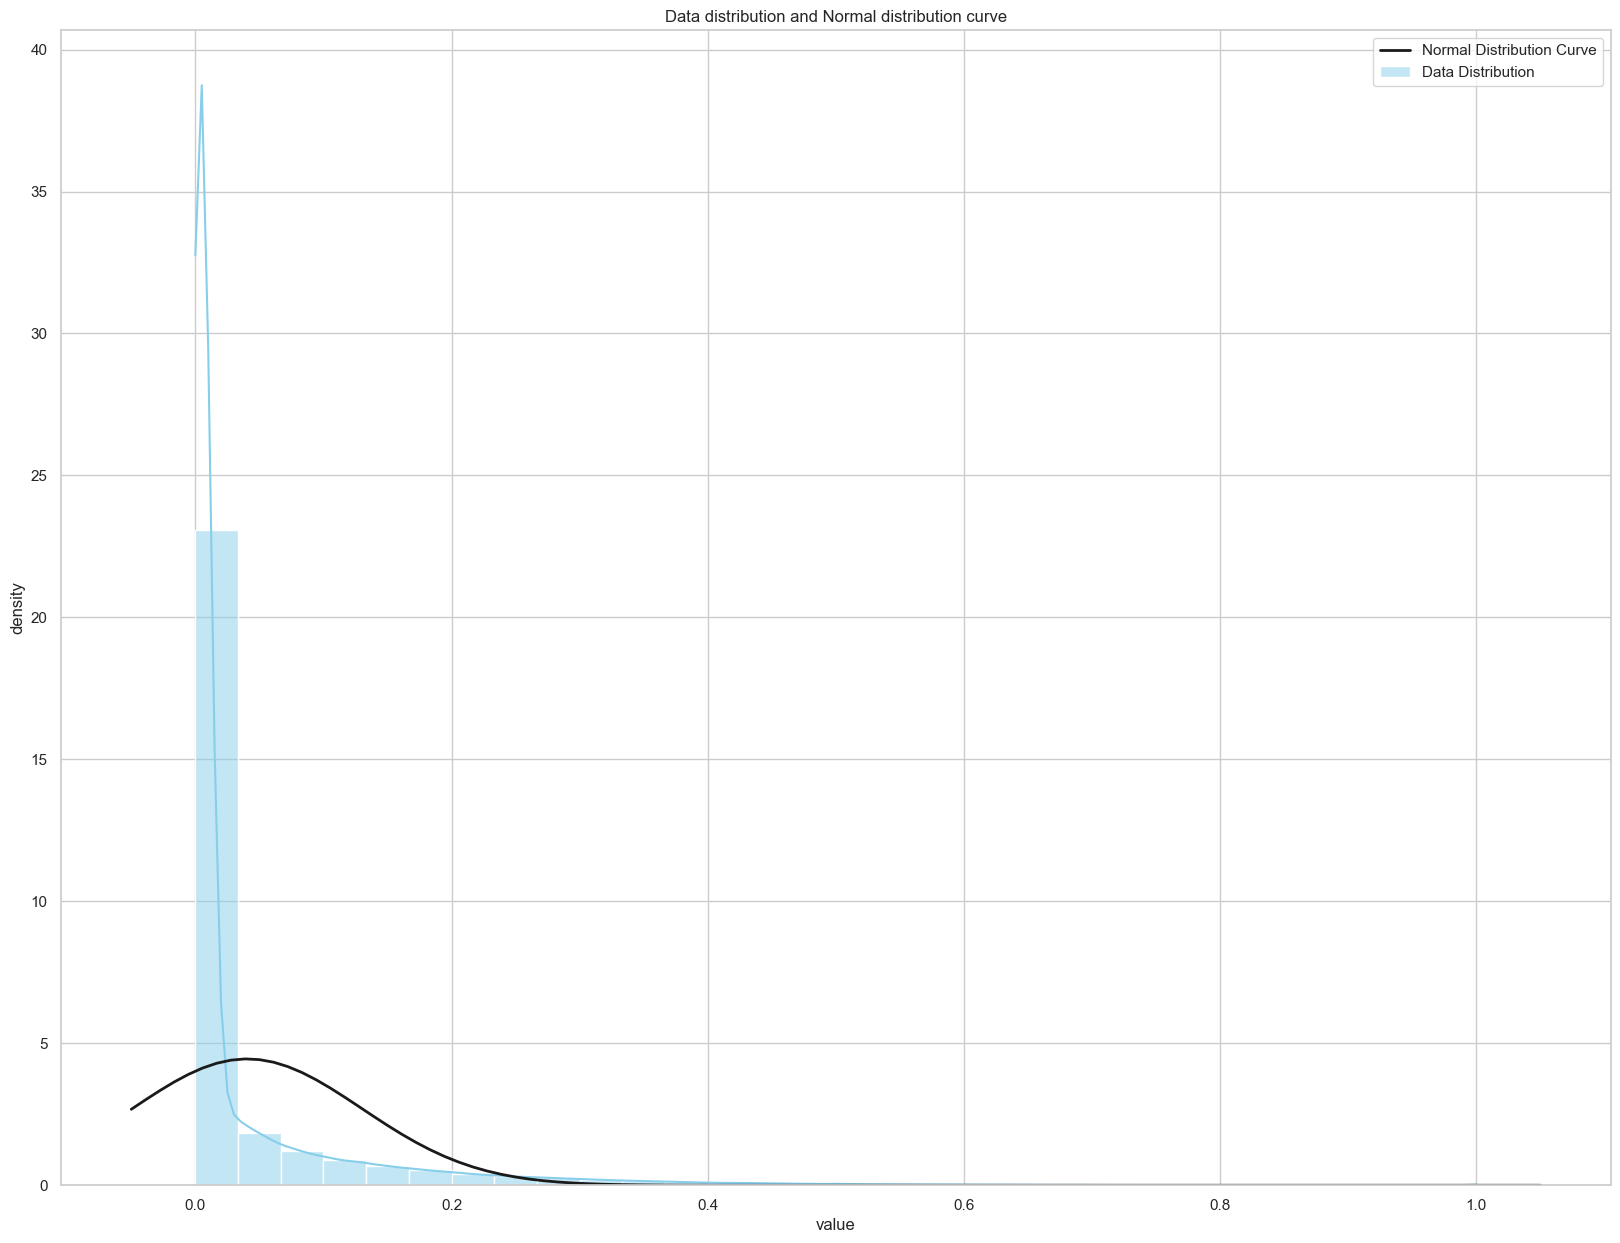 Data distribution and Normal distribution curve
Normal Distribution Curve
Data Distribution
40
35
30
25
20
15
10
5
0
density
0.0 0.2 0.4 0.6 0.8 1.0
value